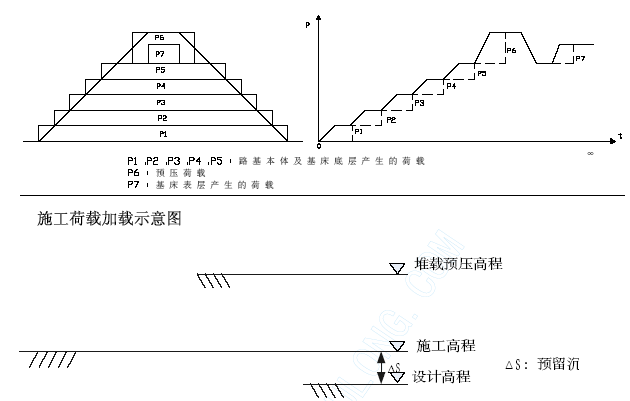 P6
P7
P5
P4
P3
P2
P1
P
P6
P7
P5
P4
P3
P2
P1
0
t
∞
P1 ,P2 ,P3 ,P4 ,P5 : 路基本体及基床底层产生的荷载
P6 : 预压荷载
P7 : 基床表层产生的荷载
施工荷载加载示意图
堆载预压高程
施工高程
△S
设计高程
△S: 预留沉